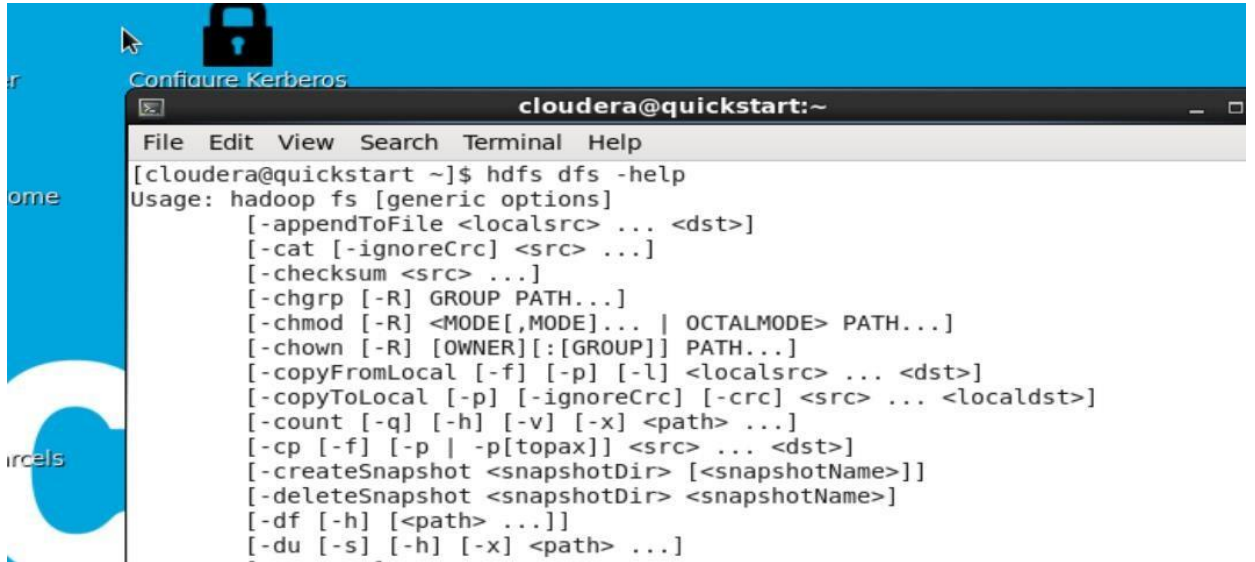 Configure Kerberos
cloudera@quickstart:~
File Edit View Search Terminal Help
[cloudera@quickstart ~]$ hdfs dfs -help
Usage: hadoop fs [generic options]
[-appendToFile <localsrc> ... <dst>]
[-cat [-ignoreCrc] <src> ...]
[-checksum <src> ...]
[-chgrp [-R] GROUP PATH...]
[-chmod [-R] <MODE[,MODE]... | OCTALMODE> PATH...]
[-chown [-R] [OWNER][:[GROUP]] PATH...]
[-copyFromLocal [-f] [-p] [-l] <localsrc> ... <dst>]
[-copyToLocal [-p] [-ignoreCrc] [-crc] <src> ... <localdst>]
[-count [-q] [-h] [-v] [-x] <path> ...]
[-cp [-f] [-p | -p[topax]] <src> ... <dst>]
[-createSnapshot <snapshotDir> [<snapshotName>]]
[-deleteSnapshot <snapshotDir> <snapshotName>]
[-df [-h] [<path> ...]]
[-du [-s] [-h] [-x] <path> ...]